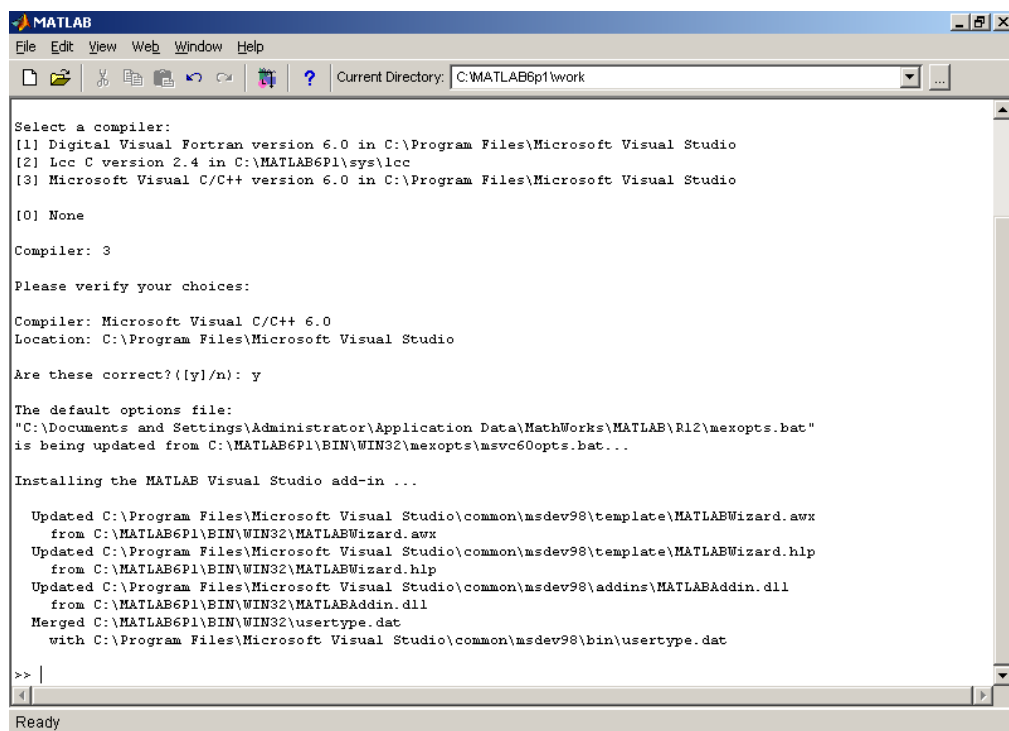 MATLAB
File Edit View Web Window Help
? Current Directory: C:\MATLAB6p1\work ...
Select a compiler:
[1] Digital Visual Fortran version 6.0 in C:\Program Files\Microsoft Visual Studio
[2] Lcc C version 2.4 in C:\MATLAB6P1\sys\lcc
[3] Microsoft Visual C/C++ version 6.0 in C:\Program Files\Microsoft Visual Studio
[0] None
Compiler: 3
Please verify your choices:
Compiler: Microsoft Visual C/C++ 6.0
Location: C:\Program Files\Microsoft Visual Studio
Are these correct?([y]/n): y
The default options file:
"C:\Documents and Settings\Administrator\Application Data\MathWorks\MATLAB\R12\mexopts.bat"
is being updated from C:\MATLAB6P1\BIN\WIN32\mexopts\msvc60opts.bat...
Installing the MATLAB Visual Studio add-in ...
Updated C:\Program Files\Microsoft Visual Studio\common\msdev98\template\MATLABWizard.awx
from C:\MATLAB6P1\BIN\WIN32\MATLABWizard.awx
Updated C:\Program Files\Microsoft Visual Studio\common\msdev98\template\MATLABWizard.hlp
from C:\MATLAB6P1\BIN\WIN32\MATLABWizard.hlp
Updated C:\Program Files\Microsoft Visual Studio\common\msdev98\addins\MATLABAddin.dll
from C:\MATLAB6P1\BIN\WIN32\MATLABAddin.dll
Merged C:\MATLAB6P1\BIN\WIN32\usertype.dat
with C:\Program Files\Microsoft Visual Studio\common\msdev98\bin\usertype.dat
>>
Ready